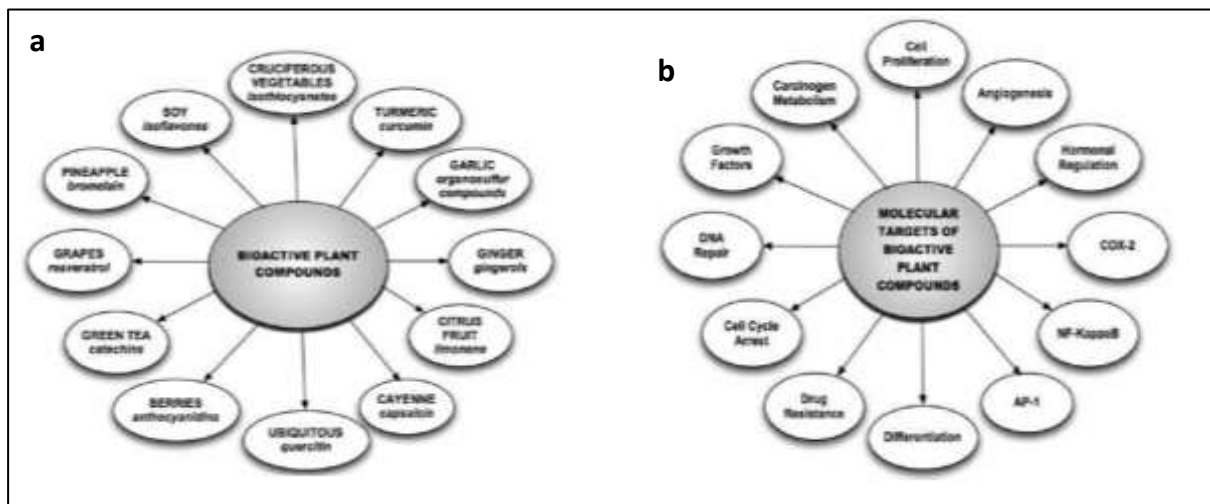 a
CRUCIFEROUS
VEGETABLES
isothiocyanates
TURMERIC
curcumin
GARLIC
organosulfur
compounds
GINGER
gingerols
CITRUS
FRUIT
limonene
CAYENNE
capsaicin
UBIQUITOUS
quercitin
BERRIES
anthocyanidins
GREEN TEA
catechins
GRAPES
resveratrol
PINEAPPLE
bromelain
SOY
isoflavones
BIOACTIVE PLANT
COMPOUNDS
b
Cell
Proliferation
Angiogenesis
Hormonal
Regulation
COX-2
NF-KappaB
AP-1
Differentiation
Drug
Resistance
Cell Cycle
Arrest
DNA
Repair
Growth
Factors
Carcinogen
Metabolism
MOLECULAR
TARGETS OF
BIOACTIVE
PLANT
COMPOUNDS